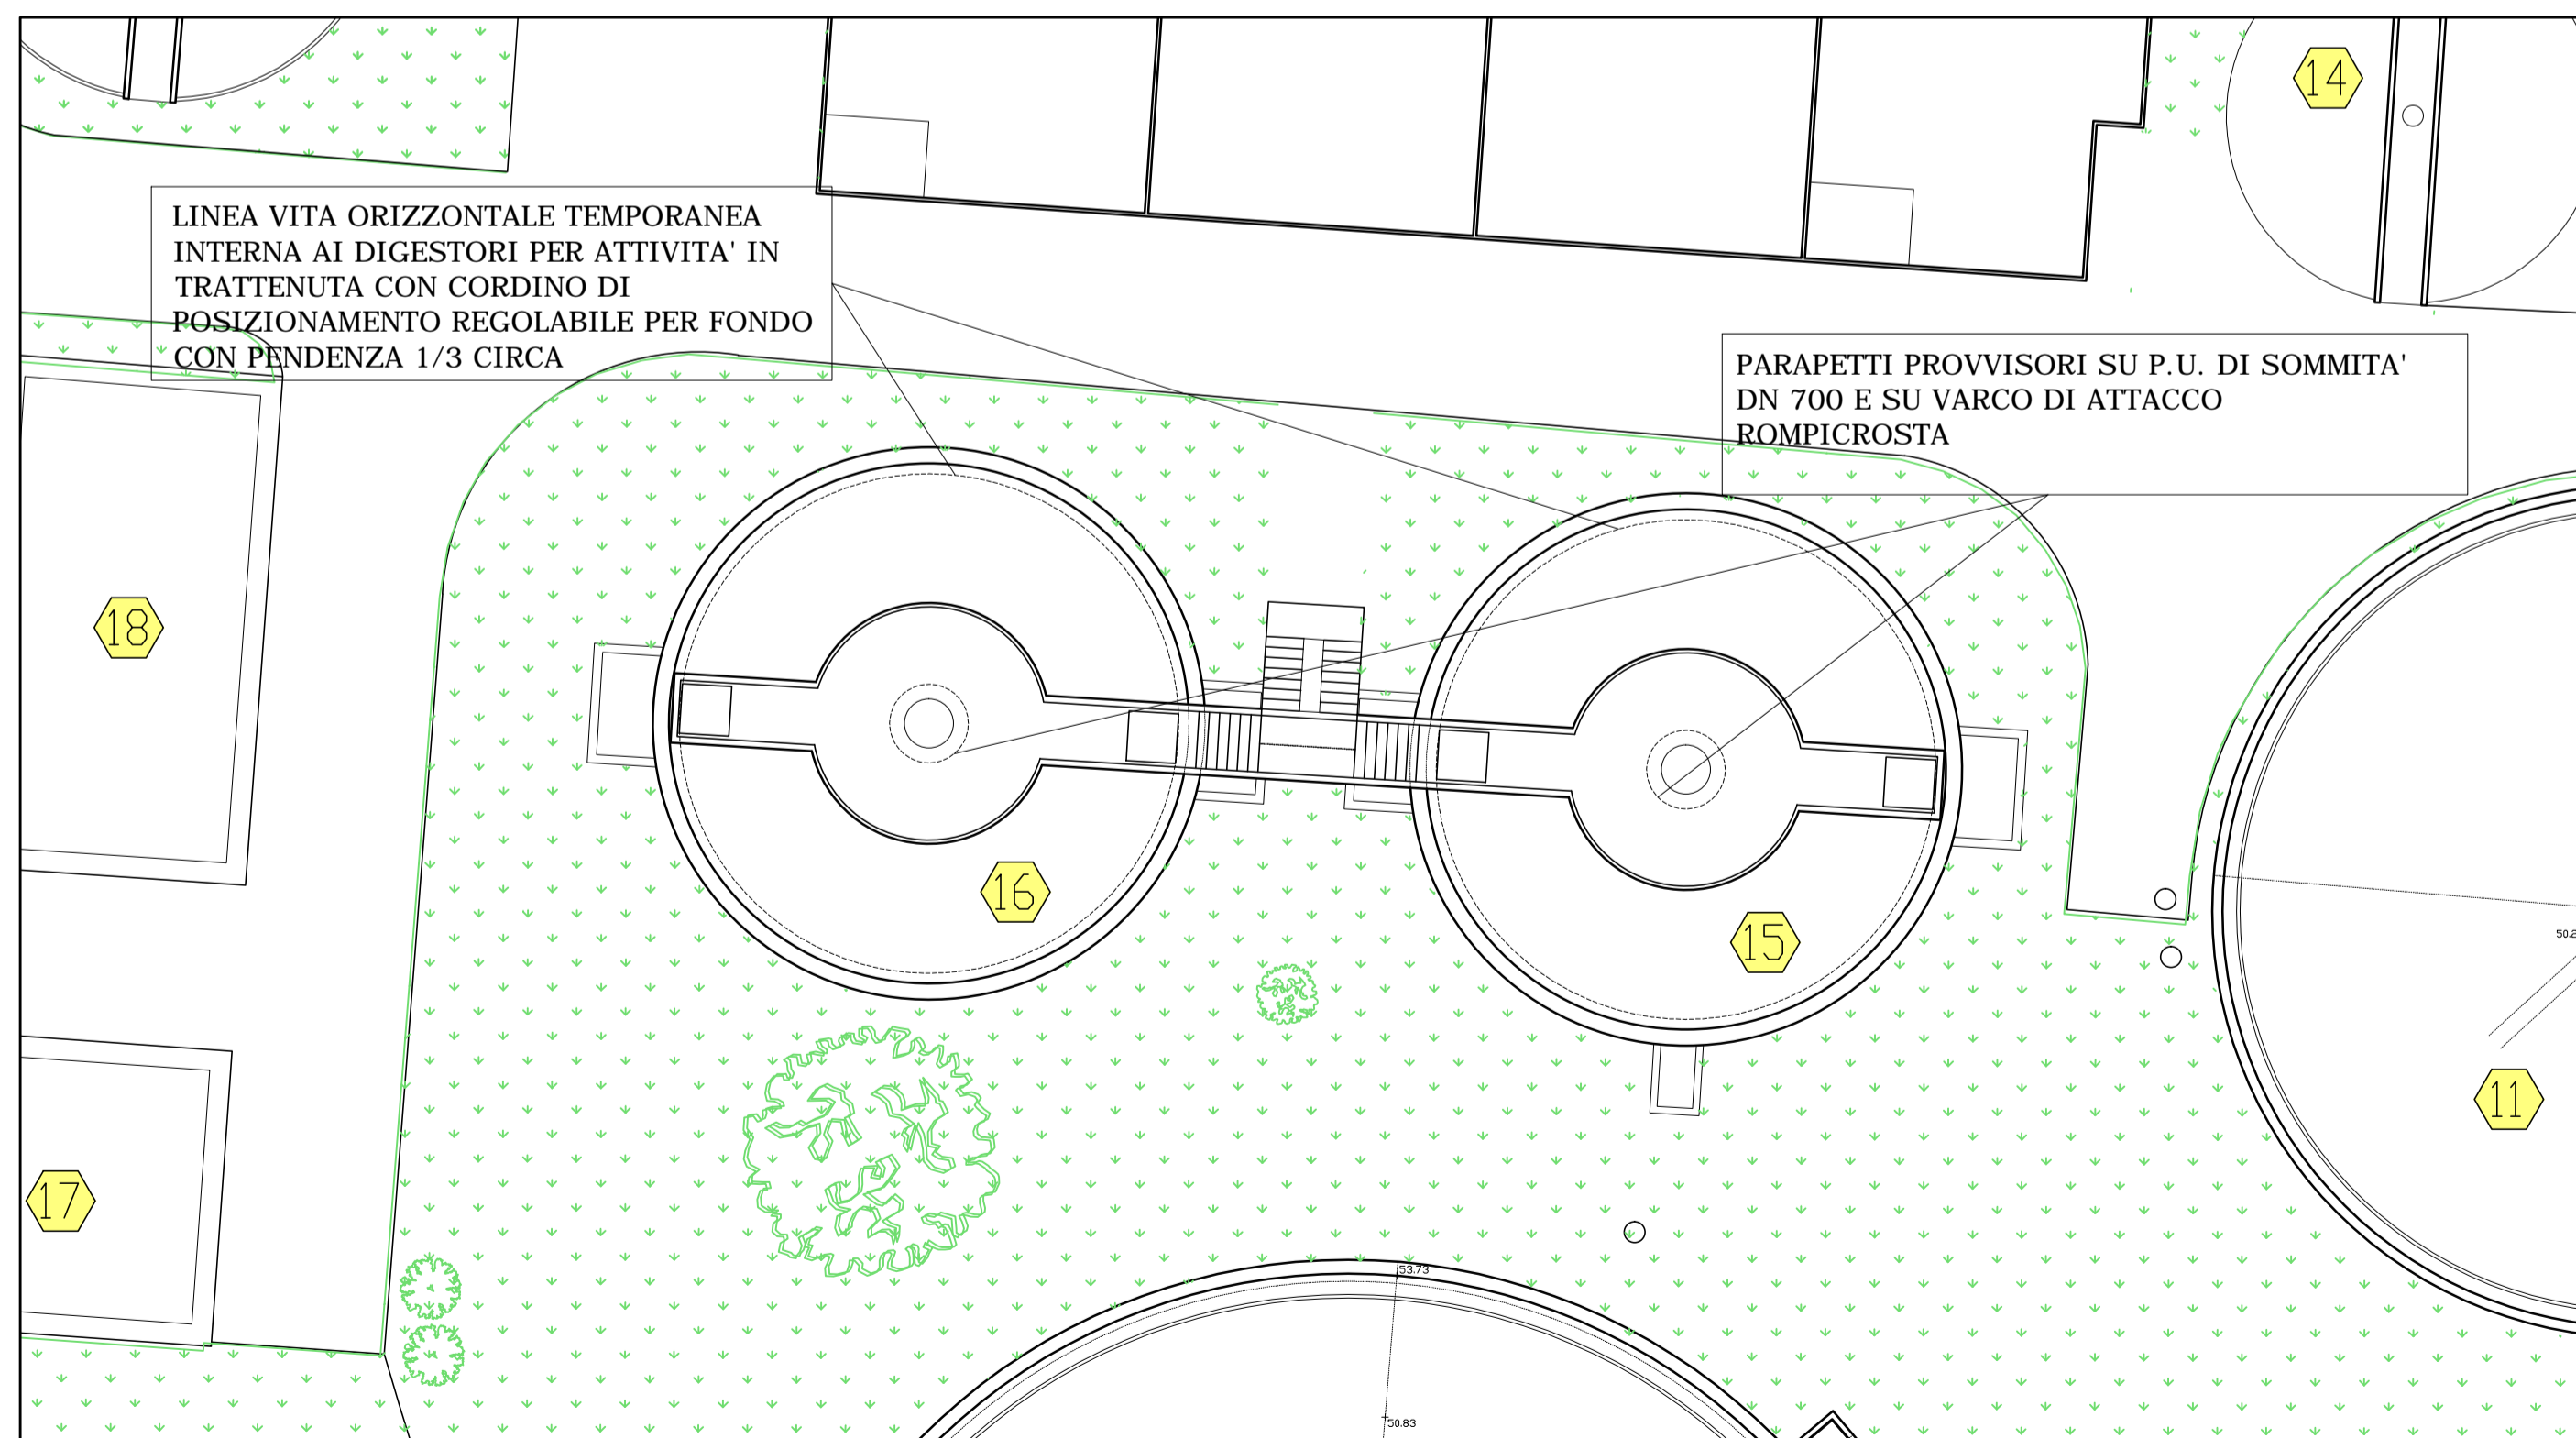 14
LINEA VITA ORIZZONTALE TEMPORANEA
INTERNA AI DIGESTORI PER ATTIVITA' IN
TRATTENUTA CON CORDINO DI
POSIZIONAMENTO REGOLABILE PER FONDO
CON PENDENZA 1/3 CIRCA
PARAPETTI PROVVISORI SU P.U. DI SOMMITA'
DN 700 E SU VARCO DI ATTACCO
ROMPICROSTA
18
16
15
11
17
53.73
50.83